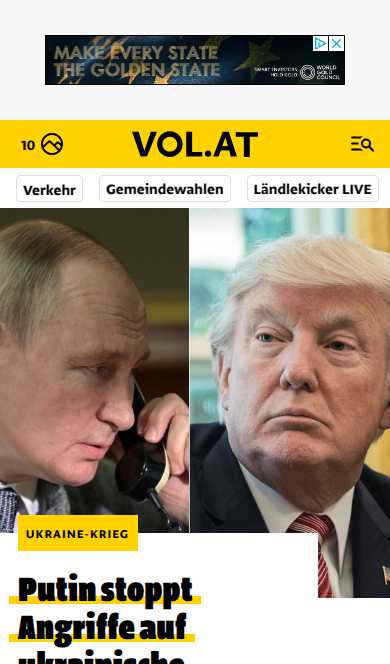 MAKE EVERY STATE
THE GOLDEN STATE
SMART INVESTORS
HOLD GOLD
WORLD
GOLD
COUNCIL
10
VOL.AT
Verkehr
Gemeindewahlen
Ländlekicker LIVE
UKRAINE-KRIEG
Putin stoppt
Angriffe auf
ukrainische